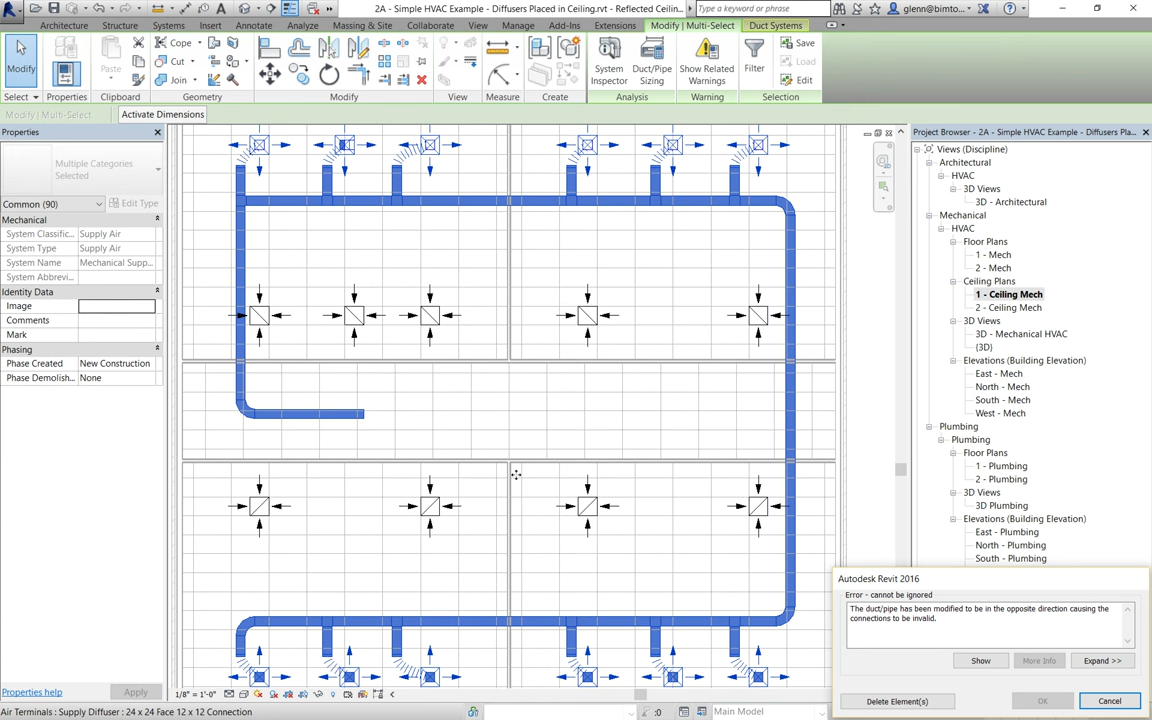 2A - Simple HVAC Example - Diffusers Placed in Ceiling.rvt - Reflected Ceilin...
Type a keyword or phrase
glenn@bimto...
Architecture Structure Systems Insert Annotate Analyze Massing & Site Collaborate View Manage Add-Ins Extensions Modify | Multi-Select Duct Systems
Modify
Properties
Paste
Cope
Cut
Join
System Inspector
Duct/Pipe Sizing
Show Related Warnings
Filter
Save
Load
Edit
Select Properties Clipboard Geometry Modify View Measure Create Analysis Warning Selection
Modify | Multi-Select
Activate Dimensions
Properties
Multiple Categories Selected
Common (90)
Edit Type
Mechanical
System Classific... Supply Air
System Type Supply Air
System Name Mechanical Supp...
System Abbrevi...
Identity Data
Image
Comments
Mark
Phasing
Phase Created New Construction
Phase Demolish... None
Properties help
Apply
1/8" = 1'-0"
Project Browser - 2A - Simple HVAC Example - Diffusers Pla...
Views (Discipline)
Architectural
HVAC
3D Views
3D - Architectural
Mechanical
HVAC
Floor Plans
1 - Mech
2 - Mech
Ceiling Plans
1 - Ceiling Mech
2 - Ceiling Mech
3D Views
3D - Mechanical HVAC
{3D}
Elevations (Building Elevation)
East - Mech
North - Mech
South - Mech
West - Mech
Plumbing
Plumbing
Floor Plans
1 - Plumbing
2 - Plumbing
3D Views
3D Plumbing
Elevations (Building Elevation)
East - Plumbing
North - Plumbing
South - Plumbing
Autodesk Revit 2016
Error - cannot be ignored
The duct/pipe has been modified to be in the opposite direction causing the
connections to be invalid.
Show
More Info
Expand >>
Delete Element(s)
OK
Cancel
Air Terminals : Supply Diffuser : 24 x 24 Face 12 x 12 Connection
:0
Main Model